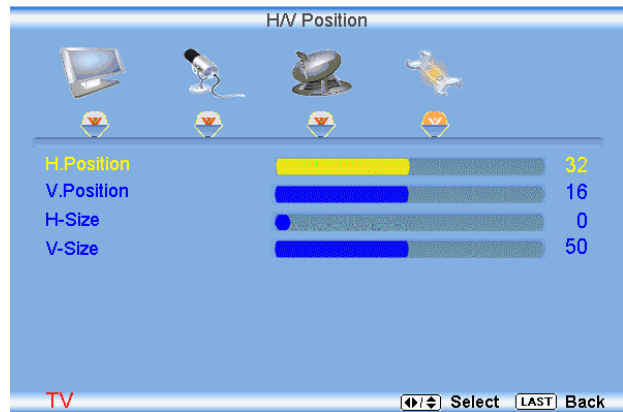 H/V Position
H.Position 32
V.Position 16
H-Size 0
V-Size 50
TV Select LAST Back